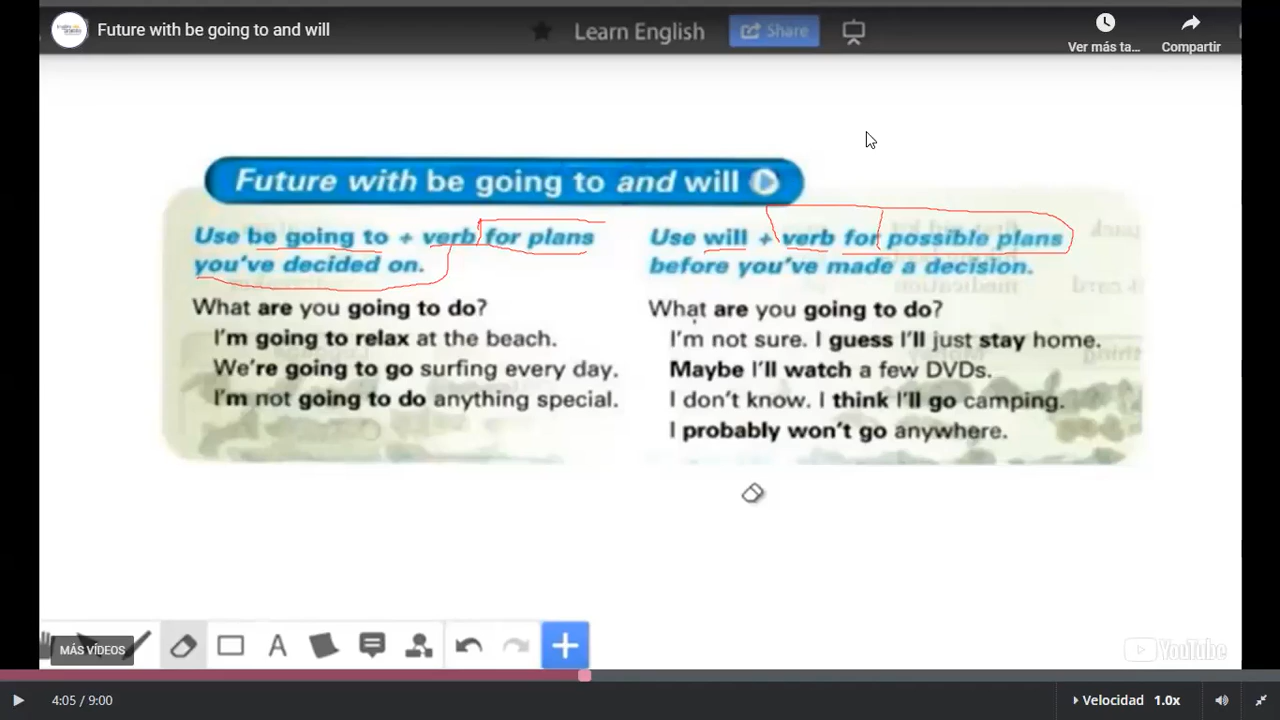 Future with be going to and will
Learn English
Share
Ver más ta...
Compartir
Future with be going to and will
Use be going to + verb for plans
you've decided on.
What are you going to do?
I'm going to relax at the beach.
We're going to go surfing every day.
I'm not going to do anything special.
Use will + verb for possible plans
before you've made a decision.
What are you going to do?
I'm not sure. I guess I'll just stay home.
Maybe I'll watch a few DVDs.
I don't know. I think I'll go camping.
I probably won't go anywhere.
A
MÁS VÍDEOS
YouTube
4:05 / 9:00
Velocidad 1.0x